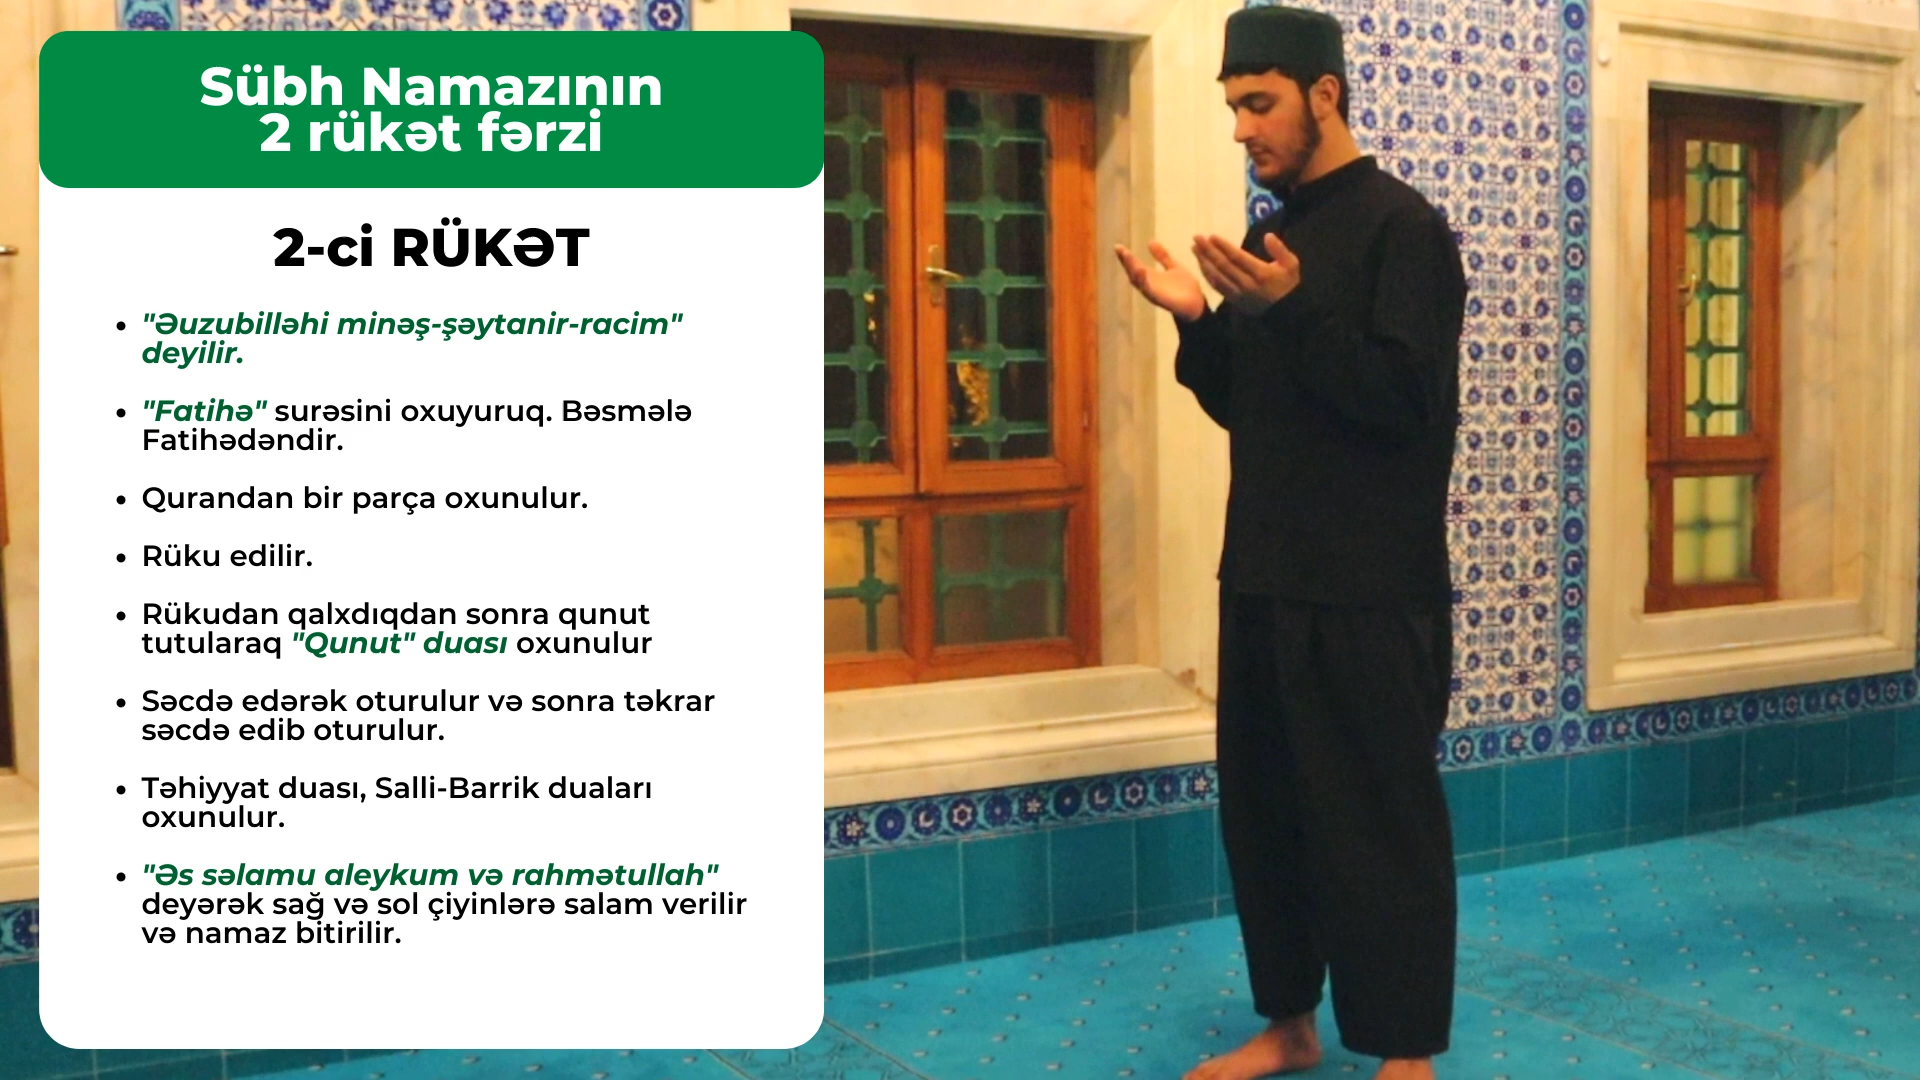 Sübh Namazının
2 rükət fərzi
2-ci RÜKƏT
• "Əuzubilləhi minəş-şəytanir-racim"
deyilir.
• "Fatihə" surəsini oxuyuruq. Bəsmələ
Fatihədəndir.
• Qurandan bir parça oxunulur.
• Rüku edilir.
• Rükudan qalxdıqdan sonra qunut
tutularaq "Qunut" duası oxunulur
• Səcdə edərək oturulur və sonra təkrar
səcdə edib oturulur.
• Təhiyyat duası, Salli-Barrik duaları
oxunulur.
• "Əs səlamu aleykum və rahmətullah"
deyərək sağ və sol çiyinlərə salam verilir
və namaz bitirilir.